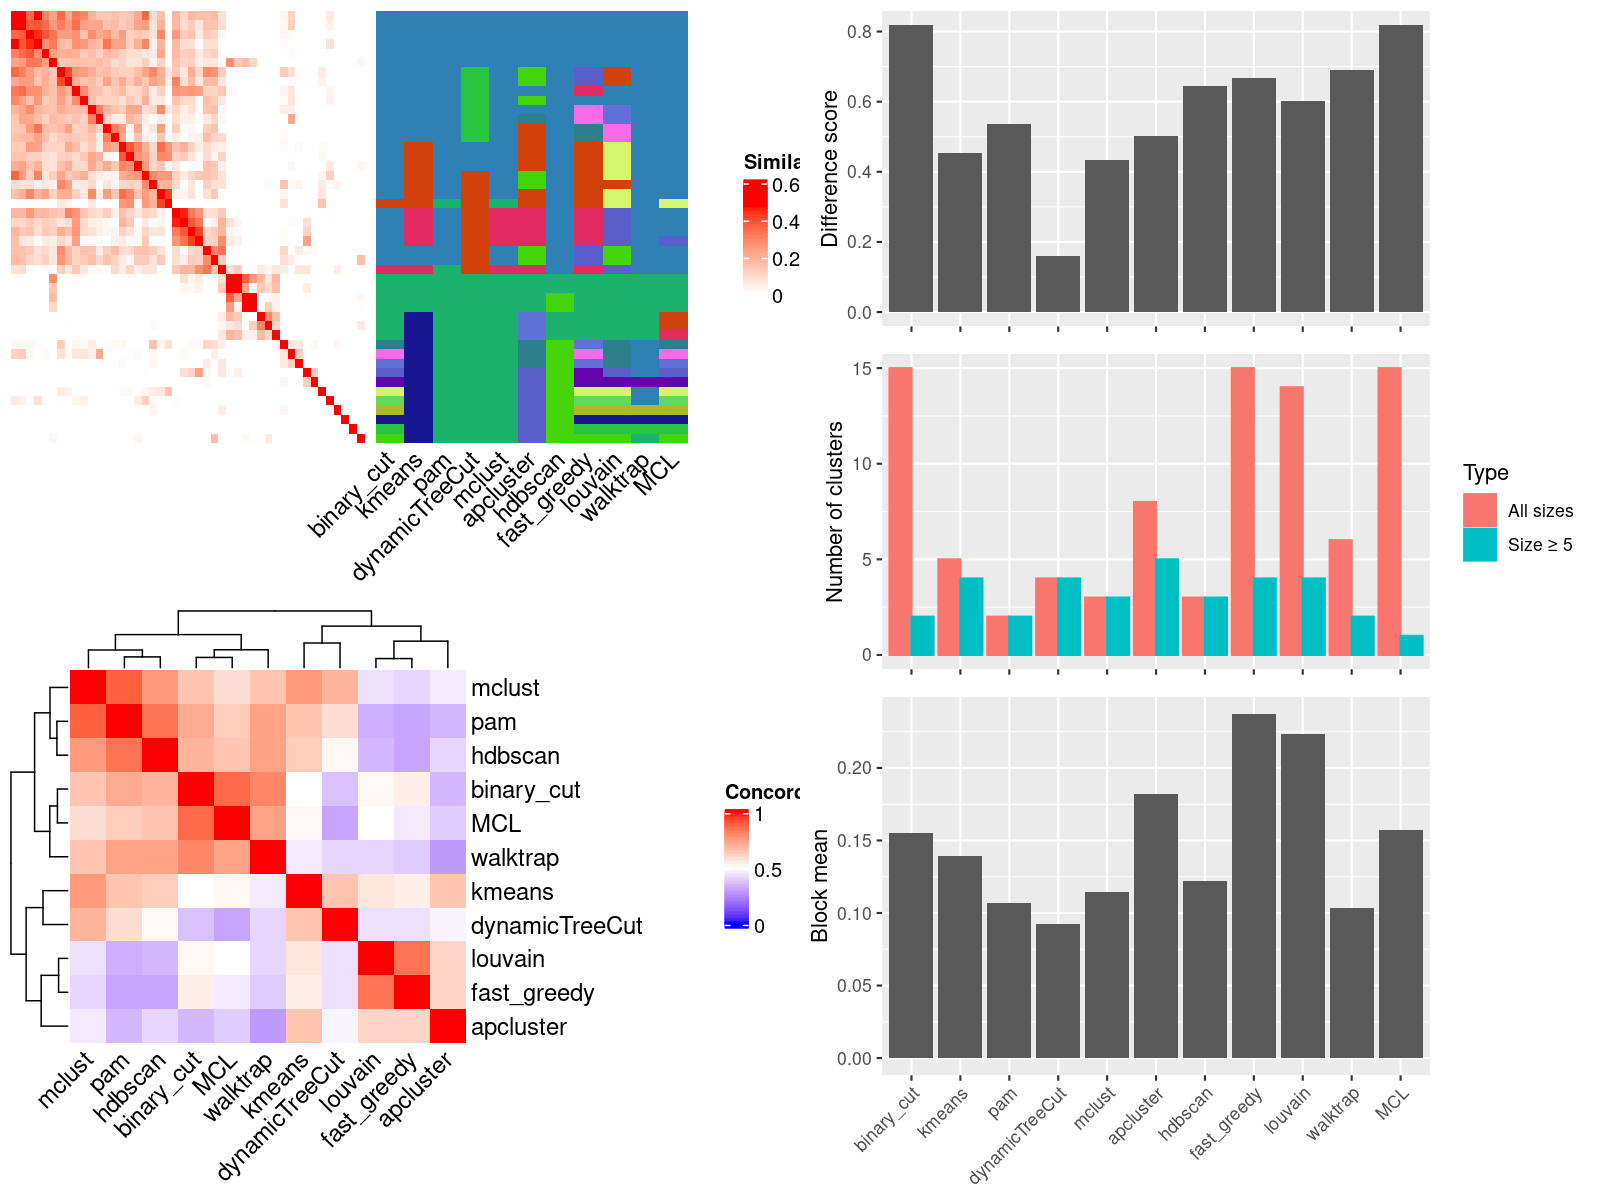 Simila
0.6
0.4
0.2
0
binary_cut
kmeans
pam
dynamicTreeCut
mclust
apcluster
hdbscan
fast_greedy
louvain
walktrap
MCL
mclust
pam
hdbscan
binary_cut
MCL
walktrap
kmeans
dynamicTreeCut
louvain
fast_greedy
apcluster
mclust
pam
hdbscan
binary_cut
MCL
walktrap
kmeans
dynamicTreeCut
louvain
fast_greedy
apcluster
Concord
1
0.5
0
Difference score
0.8
0.6
0.4
0.2
0.0
Number of clusters
15
10
5
0
Type
All sizes
Size ≥ 5
Block mean
0.20
0.15
0.10
0.05
0.00
binary_cut
kmeans
pam
dynamicTreeCut
mclust
apcluster
hdbscan
fast_greedy
louvain
walktrap
MCL